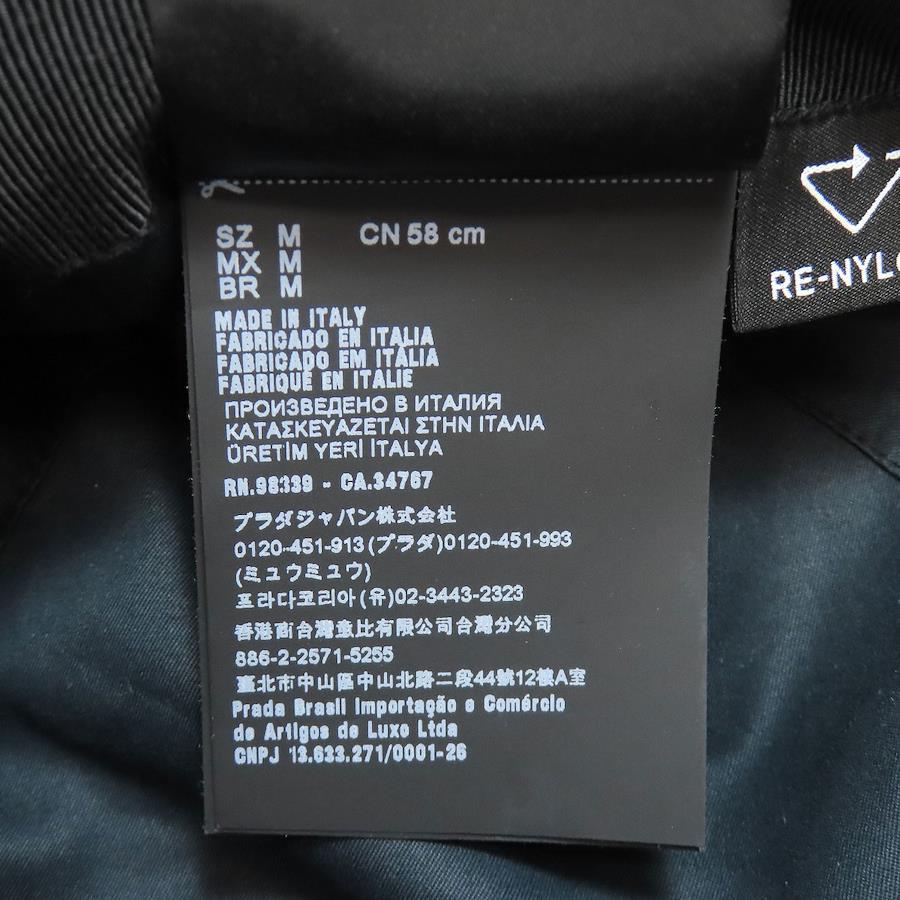 SZ M CN 58 cm
MX M
BR M
MADE IN ITALY
FABRICADO EN ITALIA
FABRICADO EM ITÁLIA
FABRIQUÉ EN ITALIE
ПРОИЗВЕДЕНО В ИТАЛИЯ
ΚΑΤΑΣΚΕΥΑΖΕΤΑΙ ΣΤΗΝ ΙΤΑΛΙΑ
ÜRETİM YERİ İTALYA
RN.98339 - CA.34767
プラダジャパン株式会社
0120-451-913(プラダ)0120-451-993
(ミュウミュウ)
프라다코리아(유)02-3443-2323
香港商台灣意比有限公司台灣分公司
886-2-2571-5255
臺北市中山區中山北路二段44號12樓A室
Prada Brasil Importação e Comércio
de Artigos de Luxo Ltda
CNPJ 13.633.271/0001-26